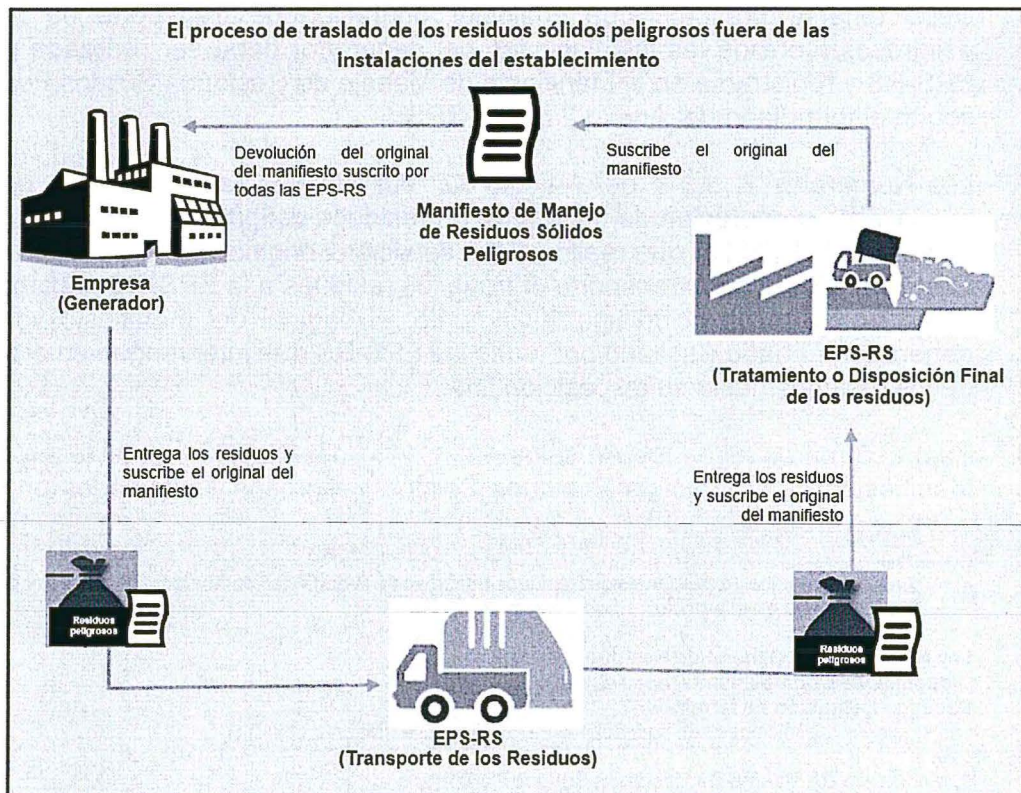 El proceso de traslado de los residuos sólidos peligrosos fuera de las
instalaciones del establecimiento
Devolución del original
del manifiesto suscrito por
todas las EPS-RS
Suscribe el original del
manifiesto
Manifiesto de Manejo
de Residuos Sólidos
Peligrosos
Empresa
(Generador)
EPS-RS
(Tratamiento o Disposición Final
de los residuos)
Entrega los residuos y
suscribe el original del
manifiesto
Entrega los residuos
y suscribe el original
del manifiesto
Residuos
peligrosos
Residuos
peligrosos
EPS-RS
(Transporte de los Residuos)